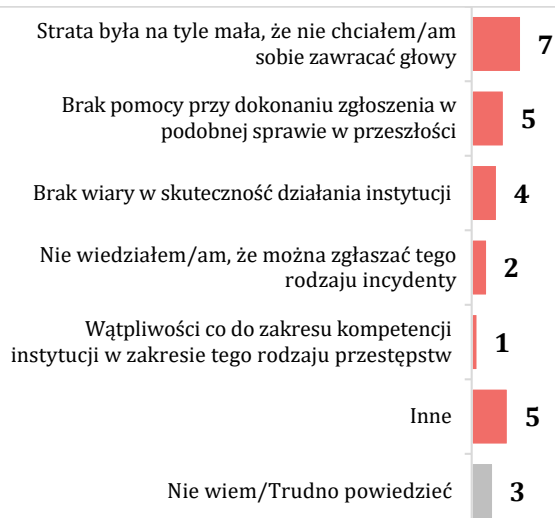 Strata była na tyle mała, że nie chciałem/am
sobie zawracać głowy
7
Brak pomocy przy dokonaniu zgłoszenia w
podobnej sprawie w przeszłości
5
Brak wiary w skuteczność działania instytucji
4
Nie wiedziałem/am, że można zgłaszać tego
rodzaju incydenty
2
Wątpliwości co do zakresu kompetencji
instytucji w zakresie tego rodzaju przestępstw
1
Inne
5
Nie wiem/Trudno powiedzieć
3